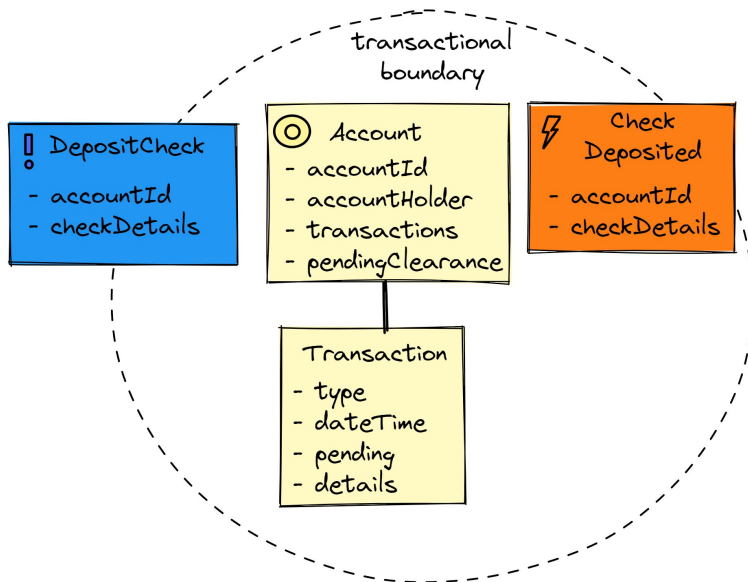 transactional
boundary
DepositCheck
- accountId
- checkDetails
Account
- accountId
- accountHolder
- transactions
- pendingClearance
Check
Deposited
- accountId
- checkDetails
Transaction
- type
- dateTime
- pending
- details